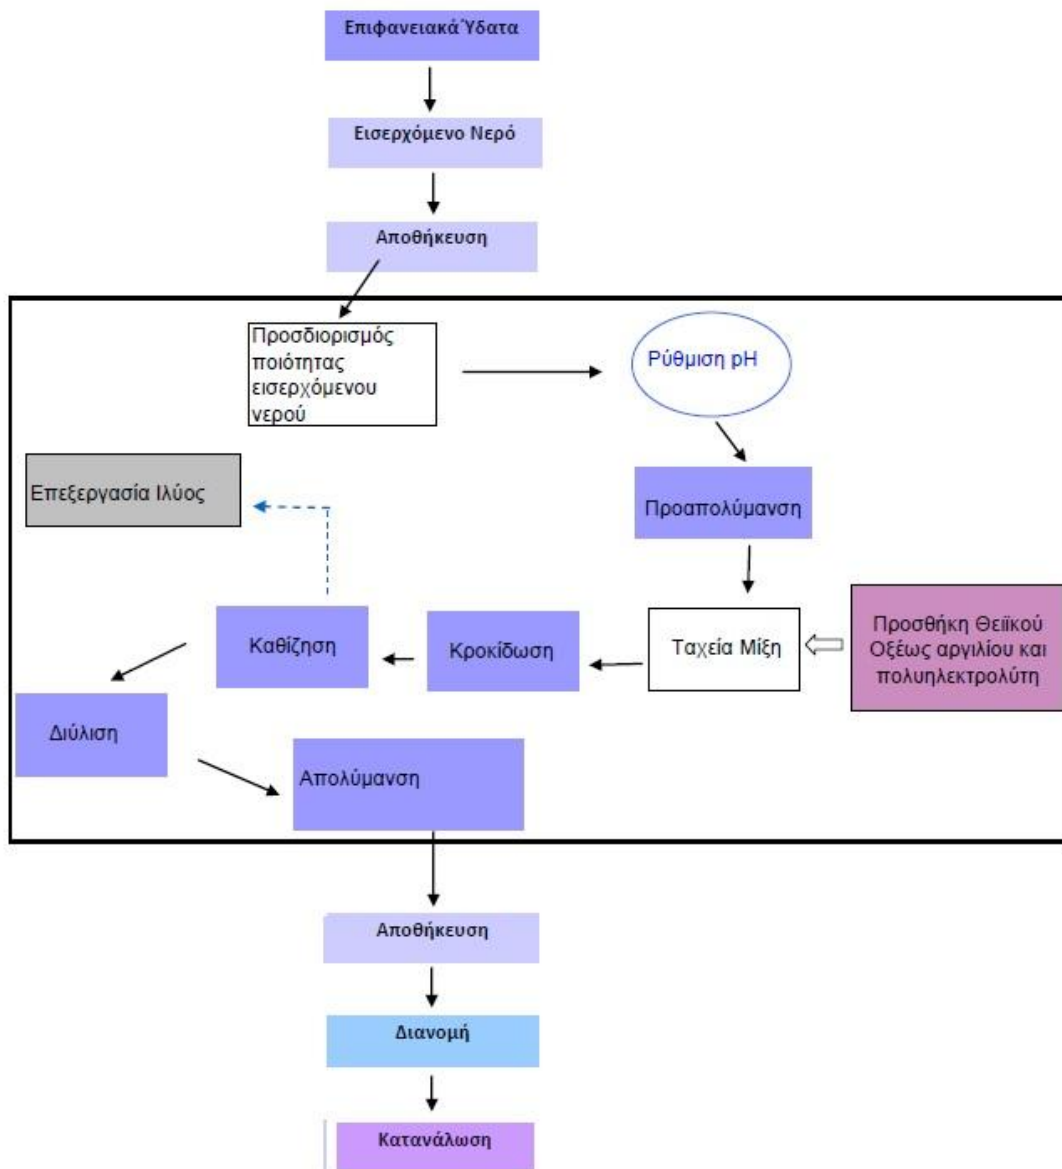 Επιφανειακά Ύδατα
Εισερχόμενο Νερό
Αποθήκευση
Προσδιορισμός
ποιότητας
εισερχόμενου
νερού
Ρύθμιση pH
Επεξεργασία Ιλύος
Προαπολύμανση
Καθίζηση
Κροκίδωση
Ταχεία Μίξη
Προσθήκη Θειϊκού
Οξέως αργιλίου και
πολυηλεκτρολύτη
Διύλιση
Απολύμανση
Αποθήκευση
Διανομή
Κατανάλωση